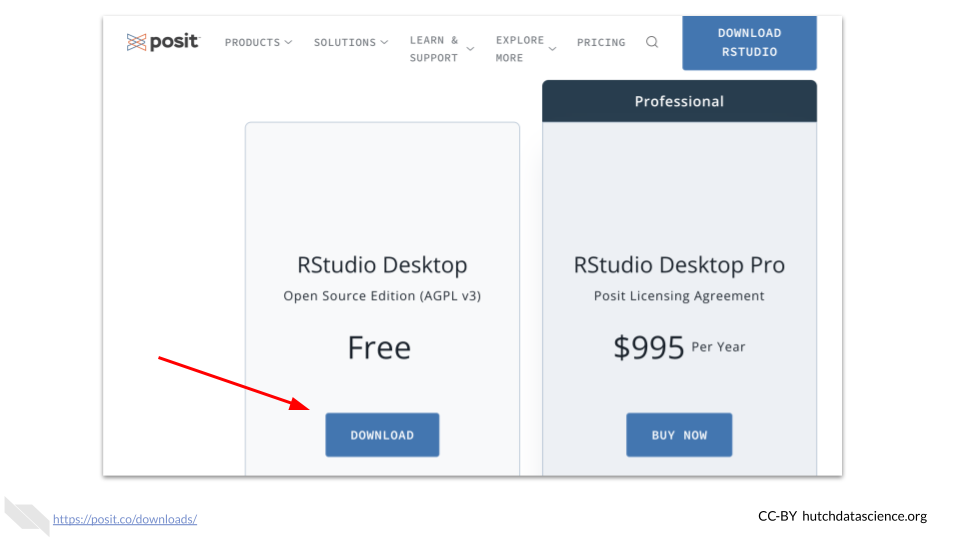 posit
PRODUCTS
SOLUTIONS
LEARN &
SUPPORT
EXPLORE
MORE
PRICING
DOWNLOAD
RSTUDIO
Professional
RStudio Desktop
Open Source Edition (AGPL v3)
Free
DOWNLOAD
RStudio Desktop Pro
Posit Licensing Agreement
$995 Per Year
BUY NOW
https://posit.co/downloads/
CC-BY hutchdatascience.org